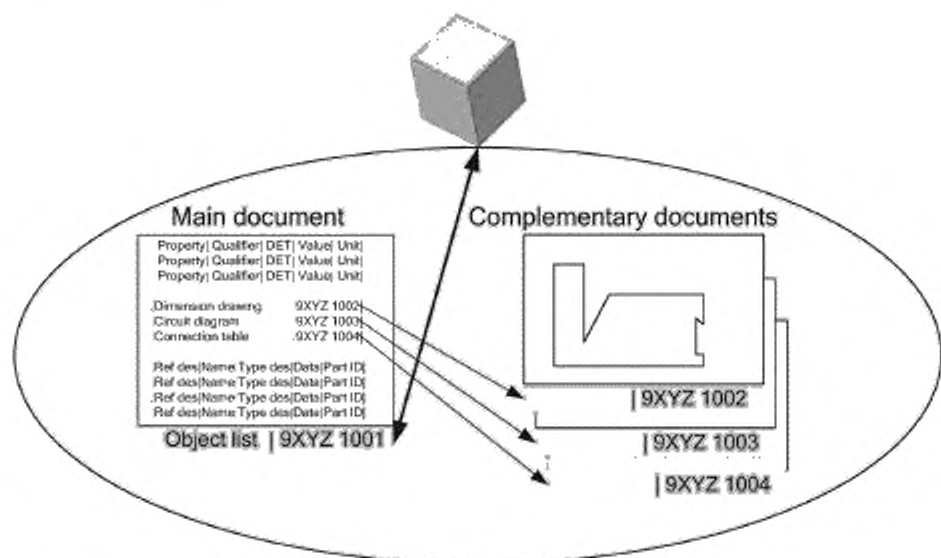 Main document
Property| Qualifier| DET| Value| Unit|
Property| Qualifier| DET| Value| Unit|
Property| Qualifier| DET| Value| Unit|
.Dimension drawing 9XYZ 1002|
.Circuit diagram 9XYZ 1003|
.Connection table 9XYZ 1004|
.Ref des|Name Type des|Data|Part ID|
.Ref des|Name Type des|Data|Part ID|
.Ref des|Name Type des|Data|Part ID|
.Ref des|Name Type des|Data|Part ID|
Object list | 9XYZ 1001
Complementary documents
| 9XYZ 1002
| 9XYZ 1003
| 9XYZ 1004